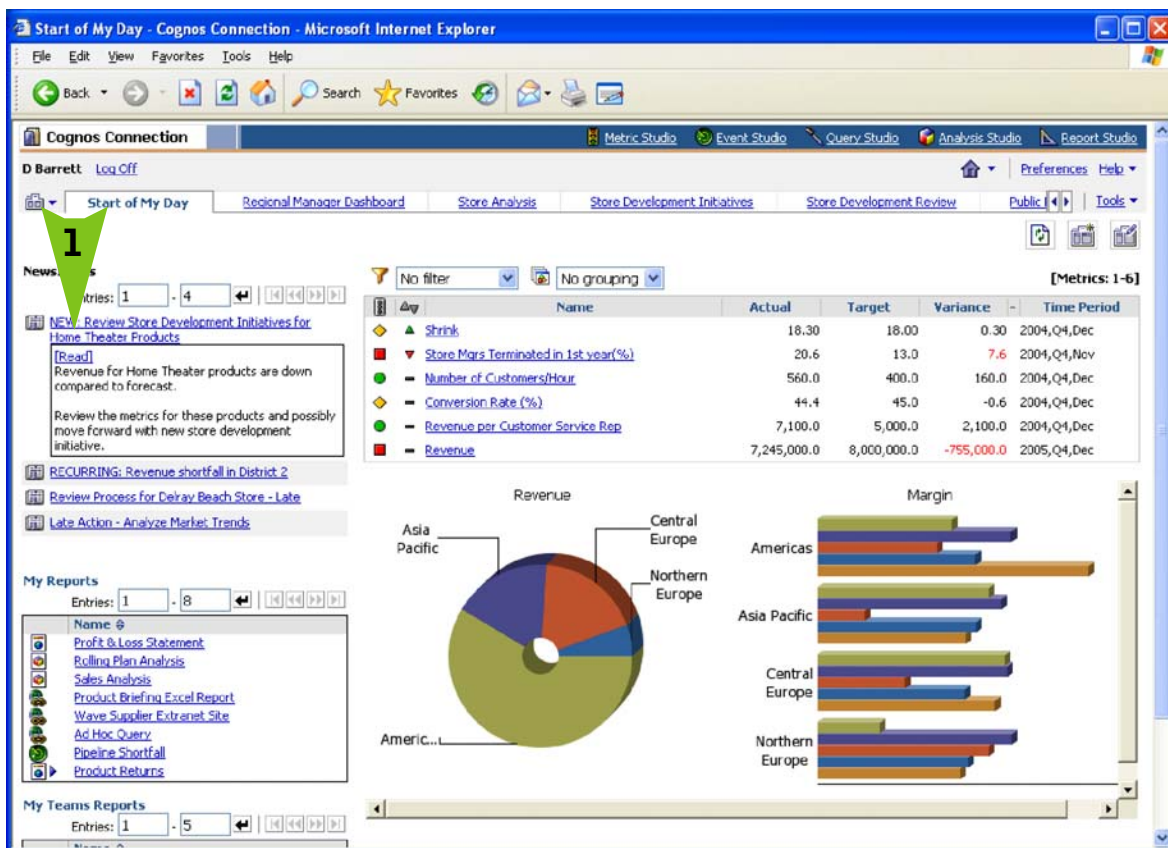 Start of My Day - Cognos Connection - Microsoft Internet Explorer
File Edit View Favorites Tools Help
Back Search Favorites
Cognos Connection Metric Studio Event Studio Query Studio Analysis Studio Report Studio
D Barrett Log Off Preferences Help
Start of My Day Regional Manager Dashboard Store Analysis Store Development Initiatives Store Development Review Public Tools
1
News
Entries: 1 - 4
NEW: Review Store Development Initiatives for
Home Theater Products
[Read]
Revenue for Home Theater products are down
compared to forecast.
Review the metrics for these products and possibly
move forward with new store development
initiative.
RECURRING: Revenue shortfall in District 2
Review Process for Delray Beach Store - Late
Late Action - Analyze Market Trends
My Reports
Entries: 1 - 8
Name
Profit & Loss Statement
Rolling Plan Analysis
Sales Analysis
Product Briefing Excel Report
Wave Supplier Extranet Site
Ad Hoc Query
Pipeline Shortfall
Product Returns
My Teams Reports
Entries: 1 - 5
Name
No filter No grouping [Metrics: 1-6]
Name Actual Target Variance - Time Period
Shrink 18.30 18.00 0.30 2004,Q4,Dec
Store Mgrs Terminated in 1st year(%) 20.6 13.0 7.6 2004,Q4,Nov
Number of Customers/Hour 560.0 400.0 160.0 2004,Q4,Dec
Conversion Rate (%) 44.4 45.0 -0.6 2004,Q4,Dec
Revenue per Customer Service Rep 7,100.0 5,000.0 2,100.0 2004,Q4,Dec
Revenue 7,245,000.0 8,000,000.0 -755,000.0 2005,Q4,Dec
Revenue
Asia
Pacific
Central
Europe
Northern
Europe
Americ...
Margin
Americas
Asia Pacific
Central
Europe
Northern
Europe